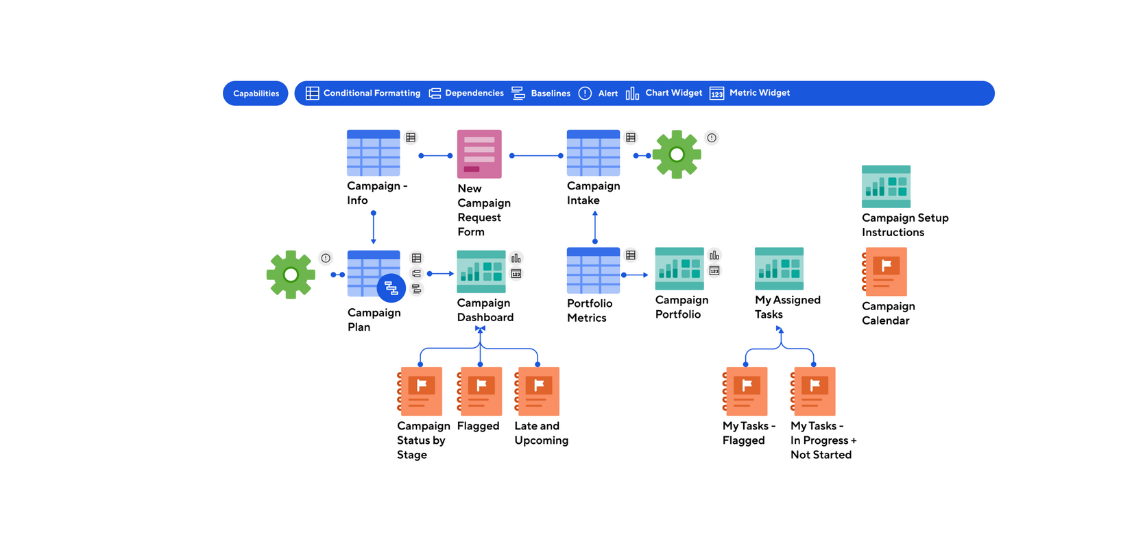 Capabilities
Conditional Formatting
Dependencies
Baselines
Alert
Chart Widget
123
Metric Widget
Campaign -
Info
New
Campaign
Request
Form
Campaign
Intake
Campaign Setup
Instructions
Campaign
Plan
123
Campaign
Dashboard
Portfolio
Metrics
123
Campaign
Portfolio
My Assigned
Tasks
Campaign
Calendar
Campaign
Status by
Stage
Flagged
Late and
Upcoming
My Tasks -
Flagged
My Tasks -
In Progress +
Not Started